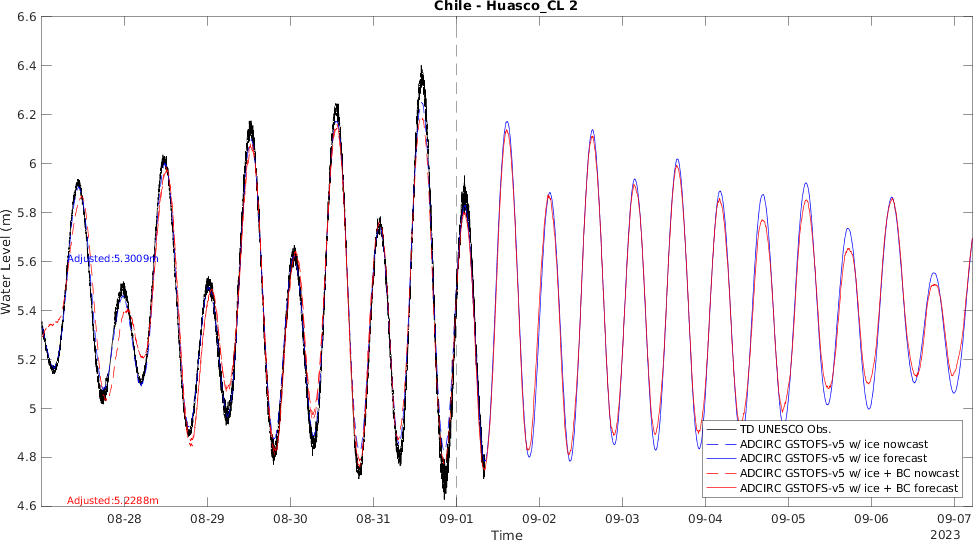 Chile - Huasco_CL 2
6.6
6.4
6.2
6
5.8
5.6
5.4
5.2
5
4.8
4.6
Water Level (m)
Adjusted:5.3009m
Adjusted:5.2288m
TD UNESCO Obs.
ADCIRC GSTOFS-v5 w/ ice nowcast
ADCIRC GSTOFS-v5 w/ ice forecast
ADCIRC GSTOFS-v5 w/ ice + BC nowcast
ADCIRC GSTOFS-v5 w/ ice + BC forecast
08-28 08-29 08-30 08-31 09-01 09-02 09-03 09-04 09-05 09-06 09-07
2023
Time